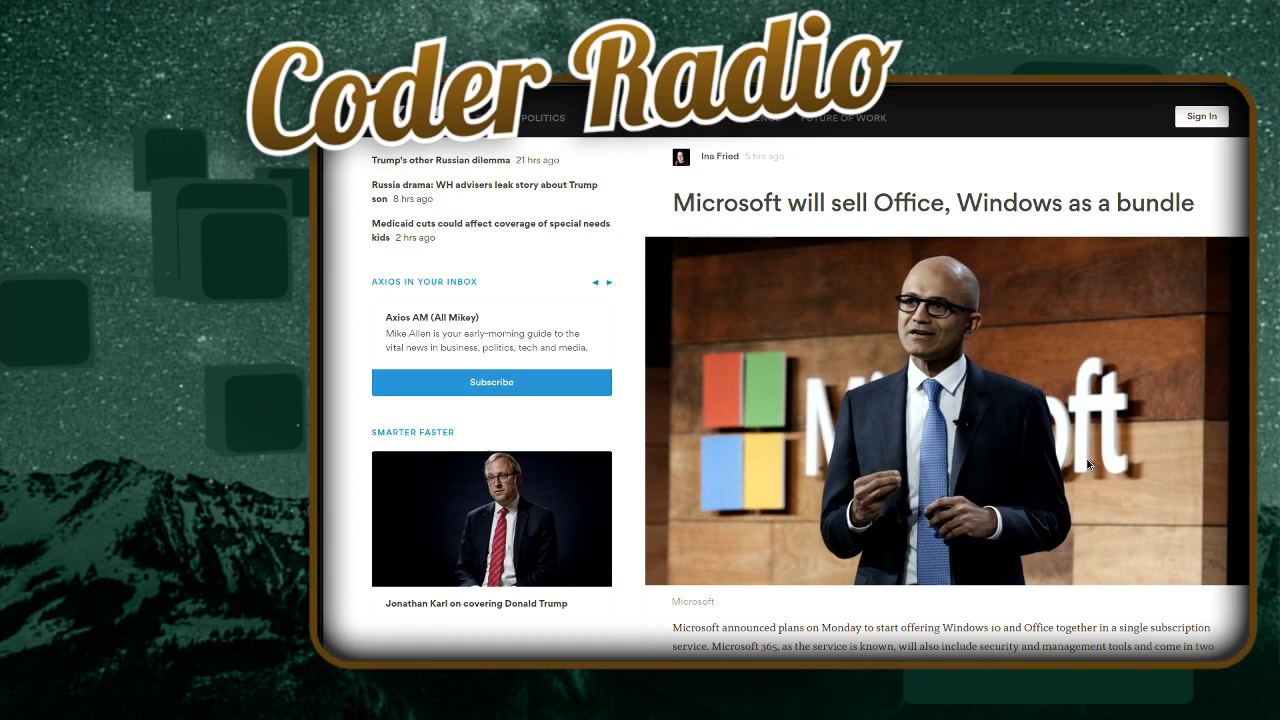 Coder Radio
POLITICS
FUTURE OF WORK
Sign In
Trump's other Russian dilemma 21 hrs ago
Russia drama: WH advisers leak story about Trump
son 8 hrs ago
Medicaid cuts could affect coverage of special needs
kids 2 hrs ago
AXIOS IN YOUR INBOX
Axios AM (All Mikey)
Mike Allen is your early-morning guide to the
vital news in business, politics, tech and media.
Subscribe
SMARTER FASTER
Jonathan Karl on covering Donald Trump
Ina Fried 5 hrs ago
Microsoft will sell Office, Windows as a bundle
Microsoft
Microsoft announced plans on Monday to start offering Windows 10 and Office together in a single subscription
service. Microsoft 365, as the service is known, will also include security and management tools and come in two